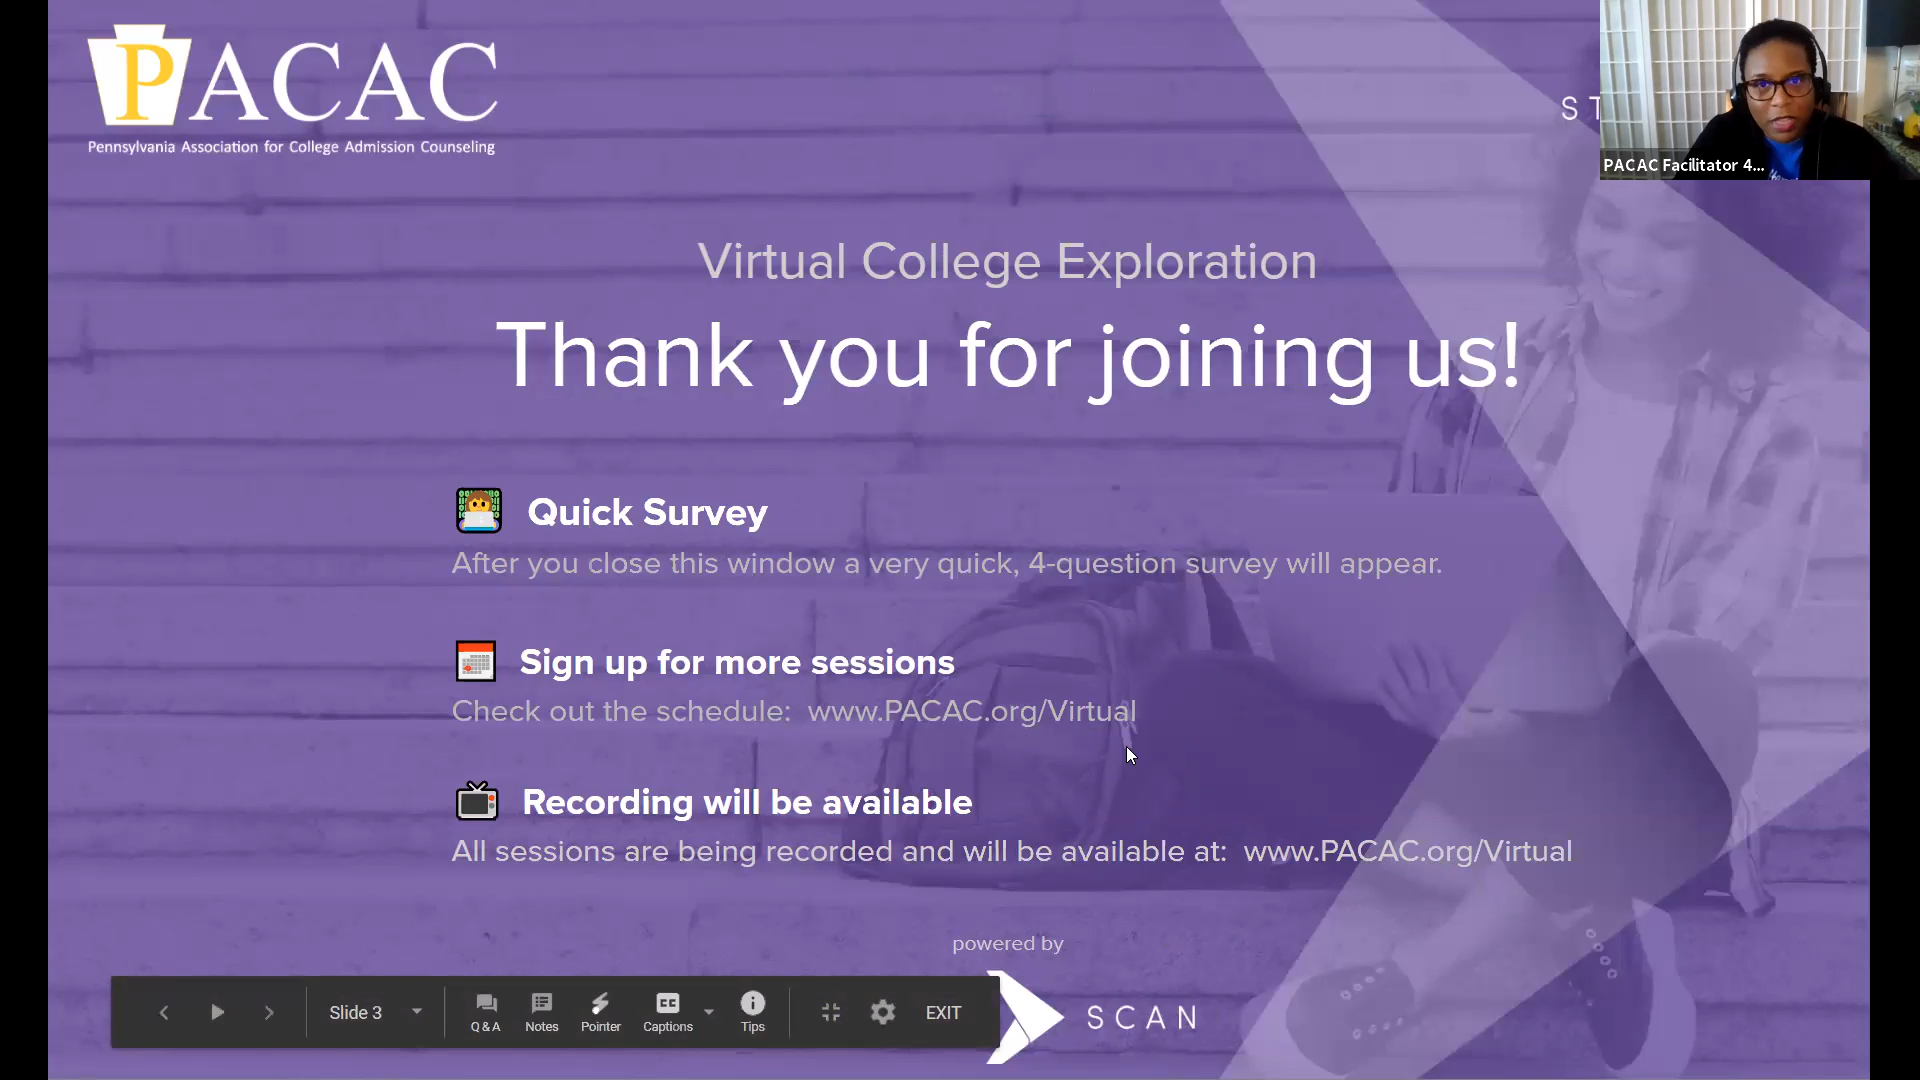 PACAC
Pennsylvania Association for College Admission Counseling
ST
PACAC Facilitator 4...
Virtual College Exploration
Thank you for joining us!
Quick Survey
After you close this window a very quick, 4-question survey will appear.
Sign up for more sessions
Check out the schedule: www.PACAC.org/Virtual
Recording will be available
All sessions are being recorded and will be available at: www.PACAC.org/Virtual
powered by
SCAN
Slide 3
Q & A
Notes
Pointer
CC
Captions
Tips
EXIT